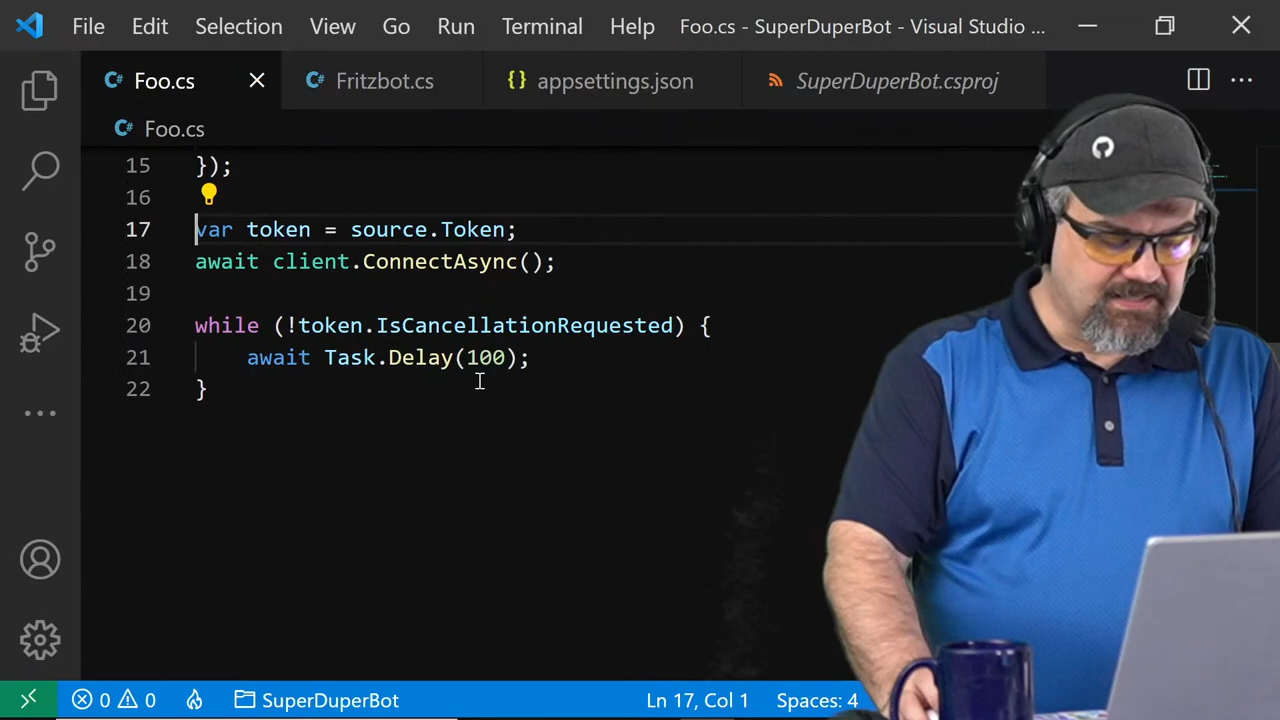 File Edit Selection View Go Run Terminal Help Foo.cs - SuperDuperBot - Visual Studio ...
Foo.cs Fritzbot.cs appsettings.json SuperDuperBot.csproj
Foo.cs
15 });
16
17 var token = source.Token;
18 await client.ConnectAsync();
19
20 while (!token.IsCancellationRequested) {
21 await Task.Delay(100);
22 }
0 0 SuperDuperBot Ln 17, Col 1 Spaces: 4